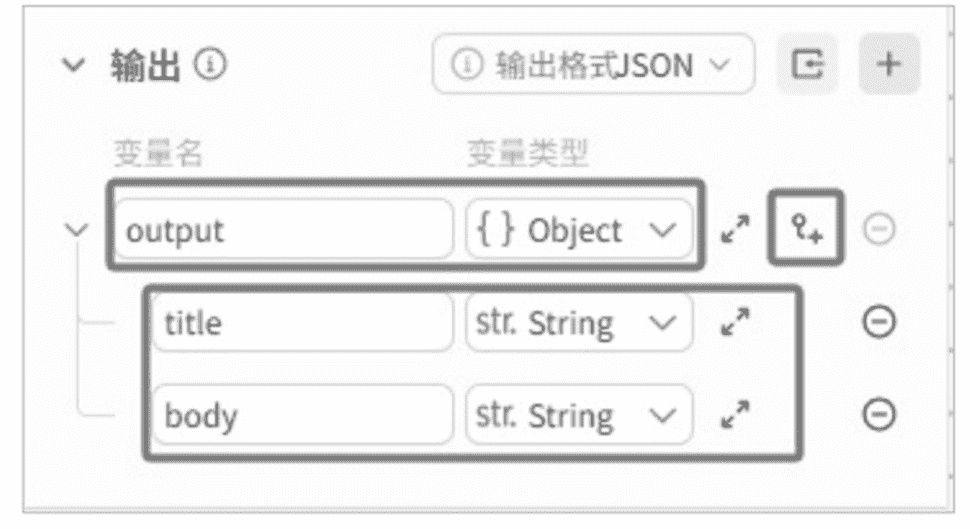 输出 输出格式JSON
变量名 变量类型
output {} Object
title str. String
body str. String